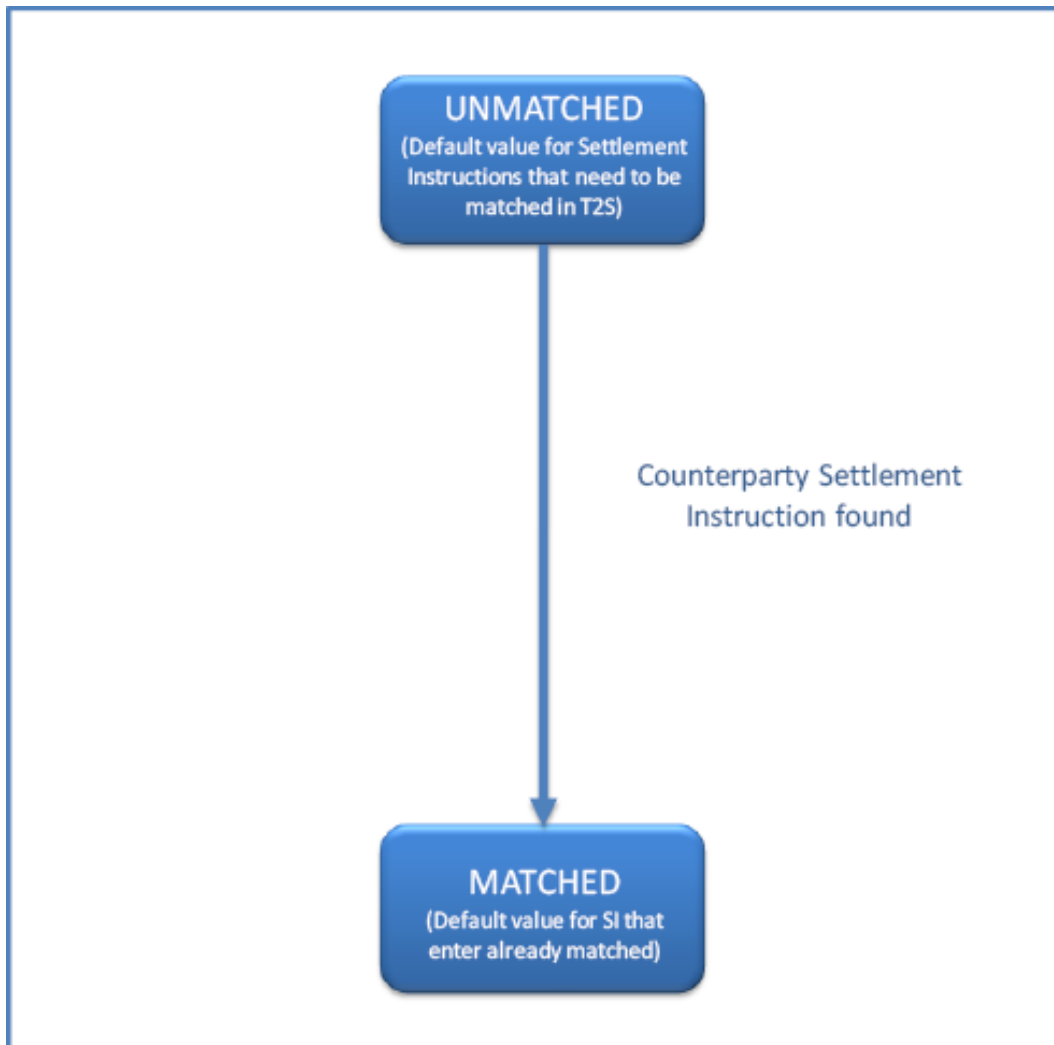 UNMATCHED
(Default value for Settlement
Instructions that need to be
matched in T2S)
Counterparty Settlement
Instruction found
MATCHED
(Default value for SI that
enter already matched)